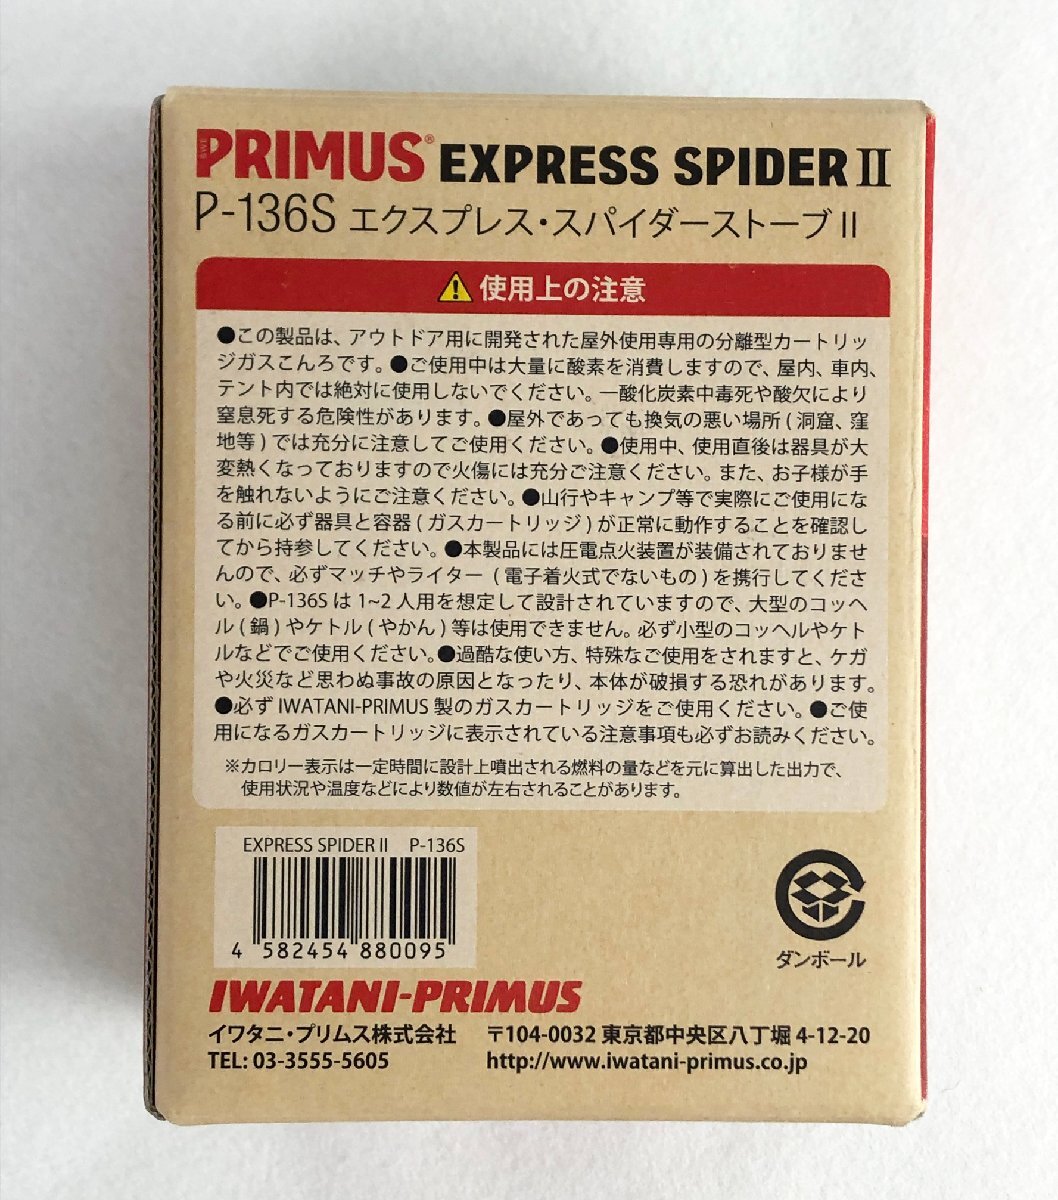 SWE PRIMUS® EXPRESS SPIDER II
P-136S エクスプレス・スパイダーストーブ II
使用上の注意
●この製品は、アウトドア用に開発された屋外使用専用の分離型カートリッ
ジガスこんろです。●ご使用中は大量に酸素を消費しますので、屋内、車内、
テント内では絶対に使用しないでください。一酸化炭素中毒死や酸欠により
窒息死する危険性があります。●屋外であっても換気の悪い場所(洞窟、窪
地等)では充分に注意してご使用ください。●使用中、使用直後は器具が大
変熱くなっておりますので火傷には充分ご注意ください。また、お子様が手
を触れないようにご注意ください。●山行やキャンプ等で実際にご使用にな
る前に必ず器具と容器(ガスカートリッジ)が正常に動作することを確認し
てから持参してください。●本製品には圧電点火装置が装備されておりませ
んので、必ずマッチやライター(電子着火式でないもの)を携行してくださ
い。●P-136Sは1~2人用を想定して設計されていますので、大型のコッヘ
ル(鍋)やケトル(やかん)等は使用できません。必ず小型のコッヘルやケト
ルなどでご使用ください。●過酷な使い方、特殊なご使用をされますと、ケガ
や火災など思わぬ事故の原因となったり、本体が破損する恐れがあります。
●必ずIWATANI-PRIMUS製のガスカートリッジをご使用ください。●ご使
用になるガスカートリッジに表示されている注意事項も必ずお読みください。
※カロリー表示は一定時間に設計上噴出される燃料の量などを元に算出した出力で、
使用状況や温度などにより数値が左右されることがあります。
EXPRESS SPIDER II P-136S
4 582454 880095
ダンボール
IWATANI-PRIMUS
イワタニ・プリムス株式会社 〒104-0032 東京都中央区八丁堀 4-12-20
TEL: 03-3555-5605 http://www.iwatani-primus.co.jp